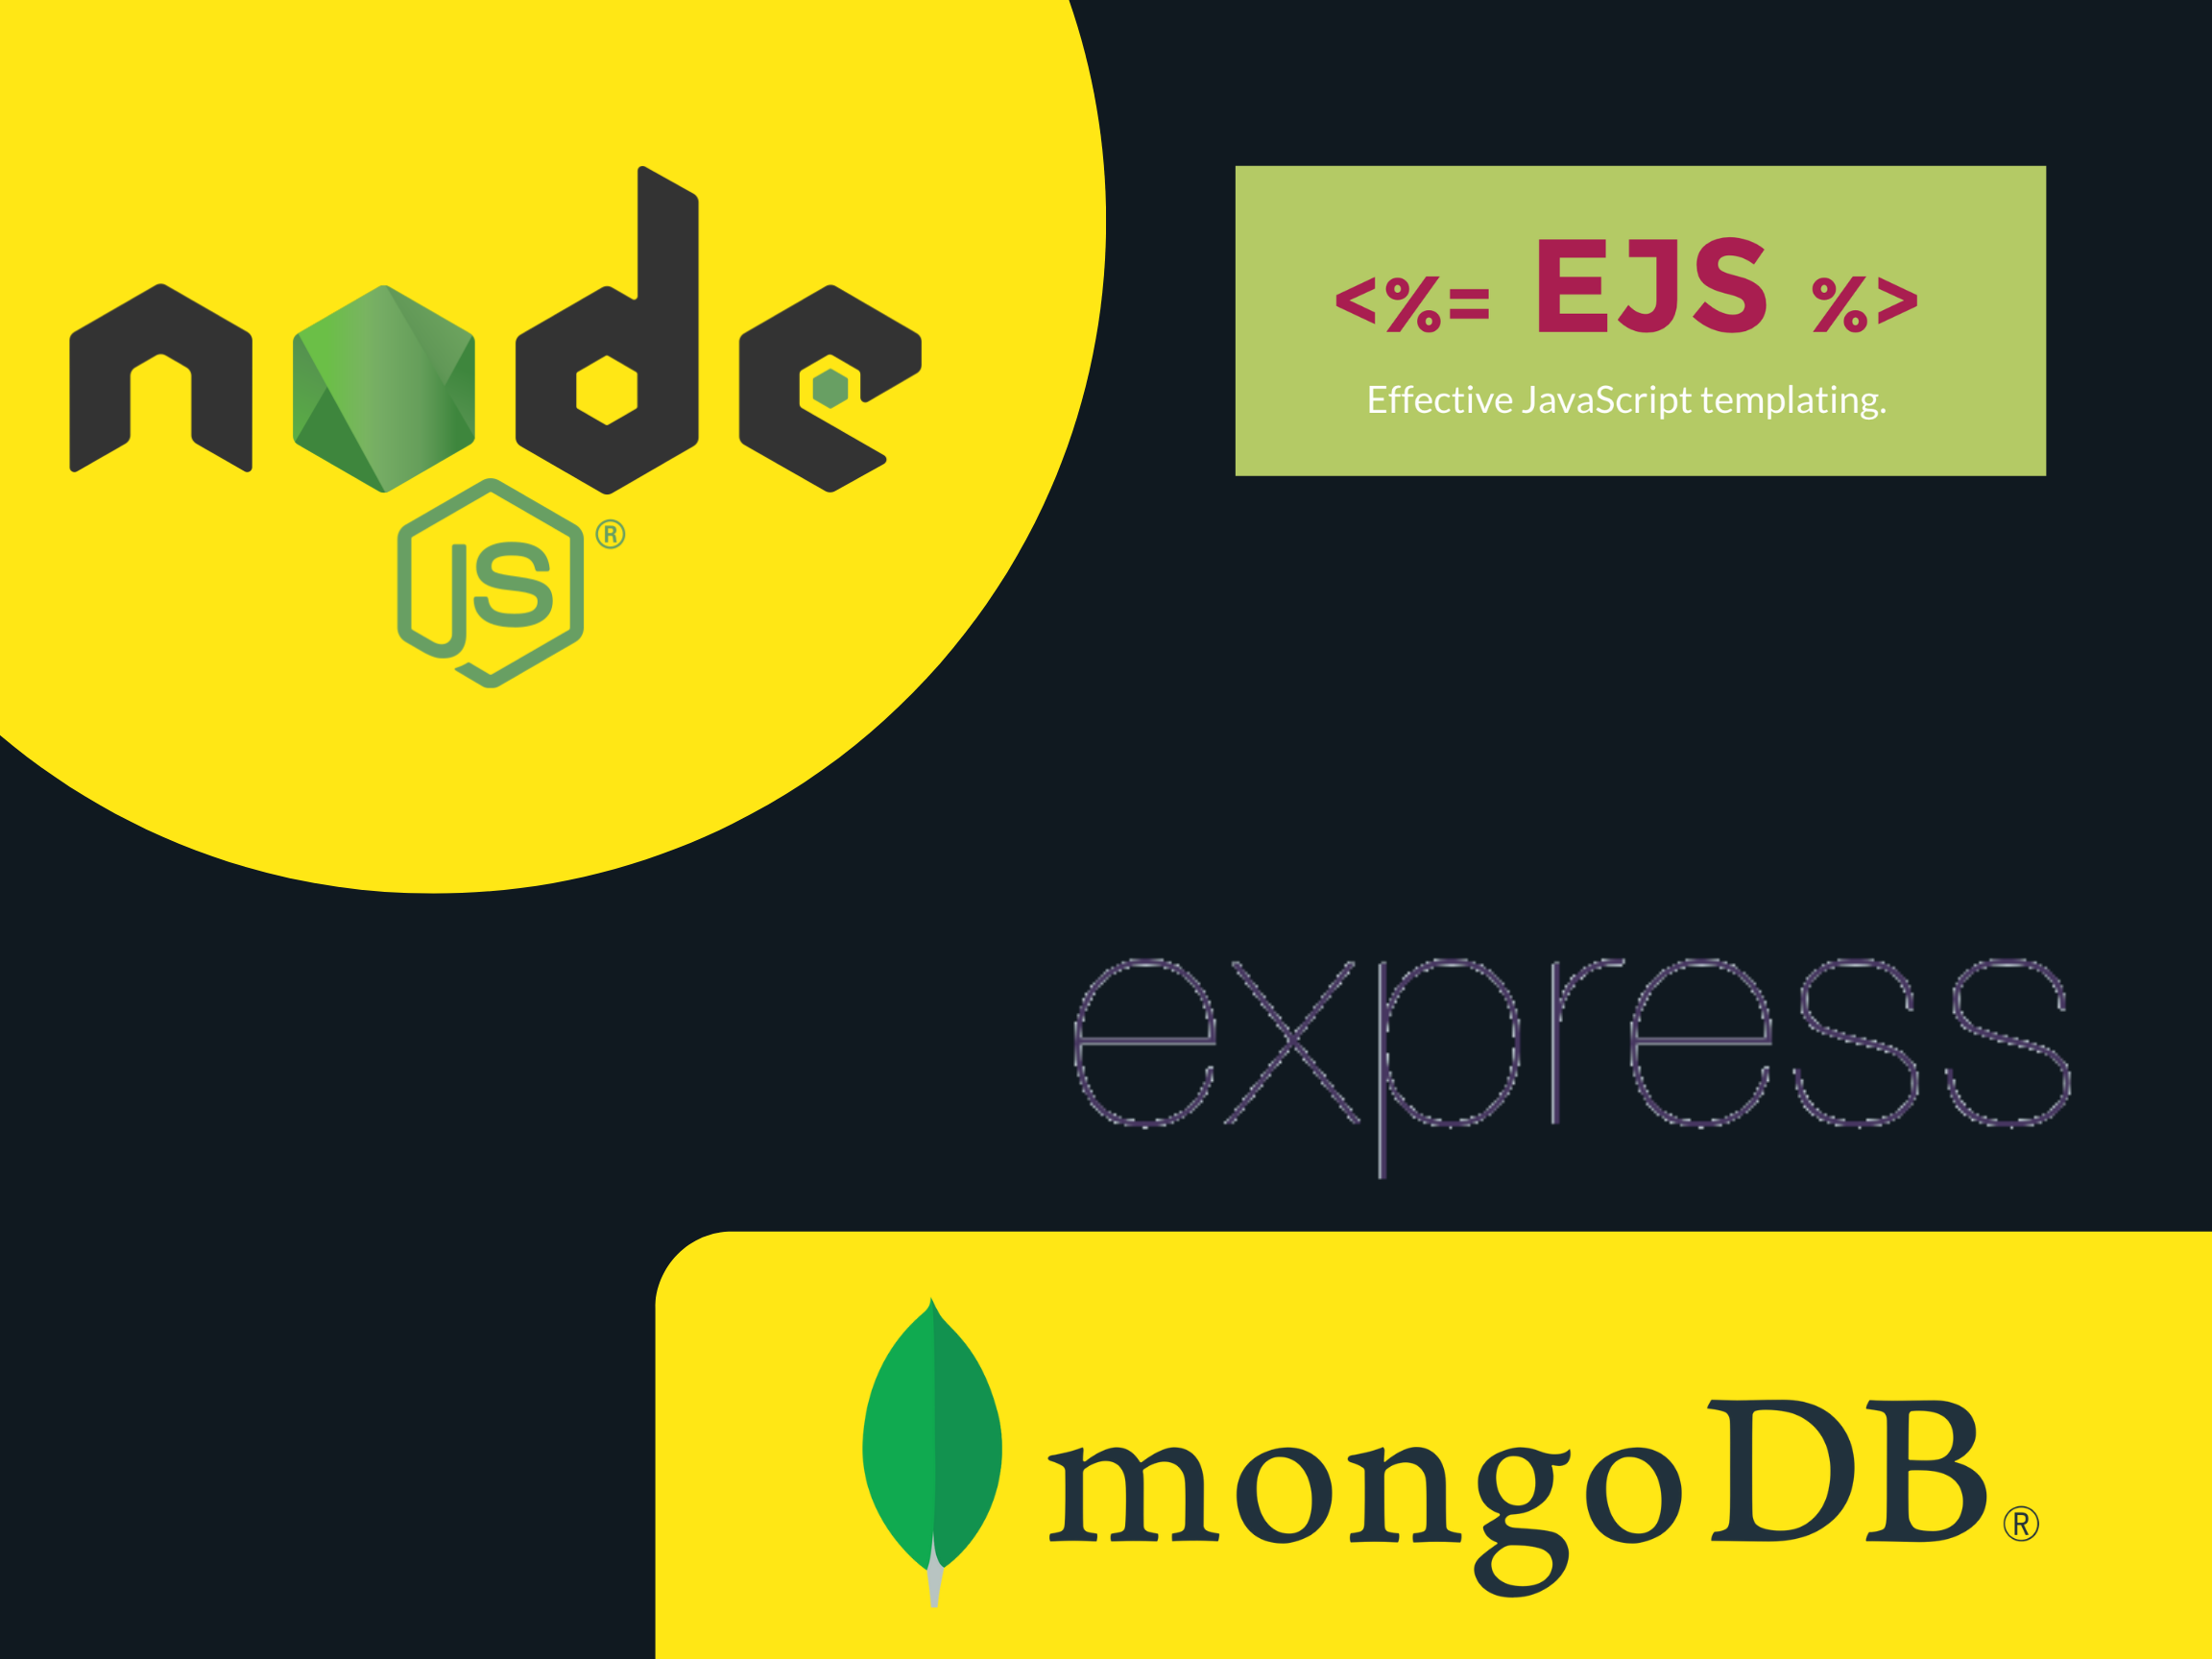 node
JS®
<%= EJS %>
Effective JavaScript templating.
express
mongoDB®